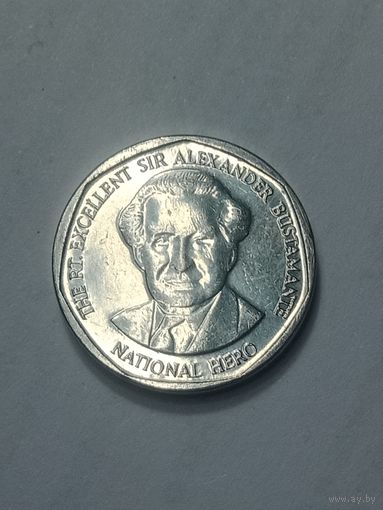 THE RT. EXCELLENT SIR ALEXANDER BUSTAMANTE
NATIONAL HERO
www.ay.by